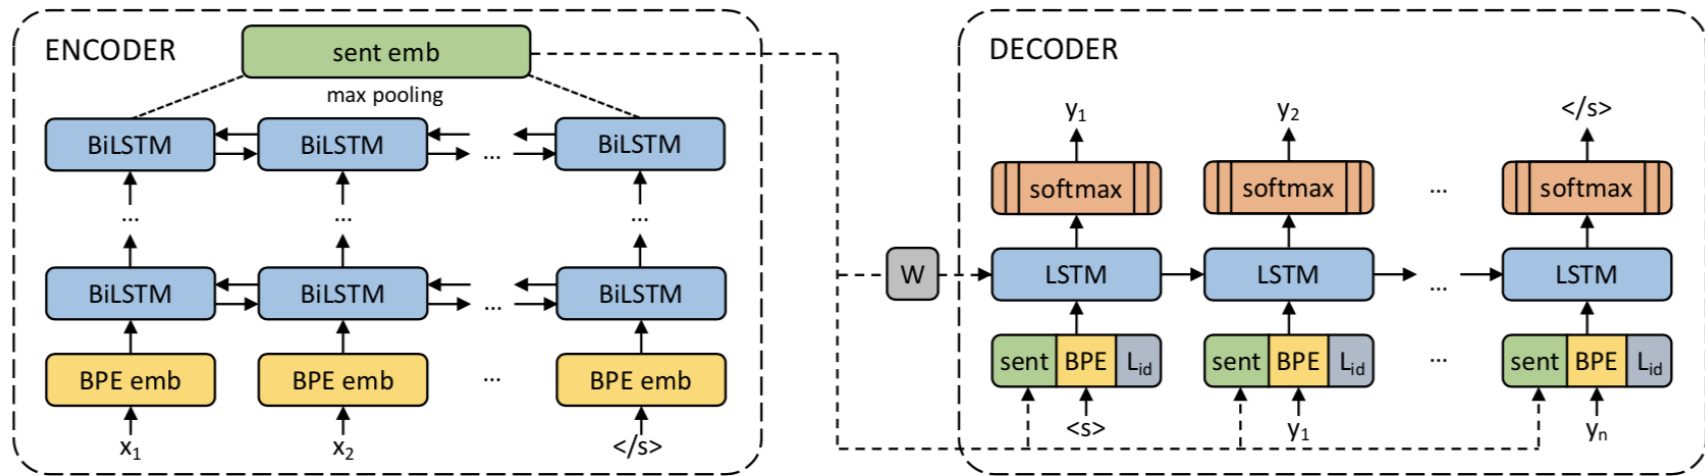 ENCODER
sent emb
max pooling
BiLSTM BiLSTM ... BiLSTM
... ... ...
BiLSTM BiLSTM ... BiLSTM
BPE emb BPE emb ... BPE emb
x1 x2 </s>
DECODER
y1 y2 </s>
softmax softmax ... softmax
W LSTM LSTM ... LSTM
sent BPE Lid sent BPE Lid ... sent BPE Lid
<s> y1 yn